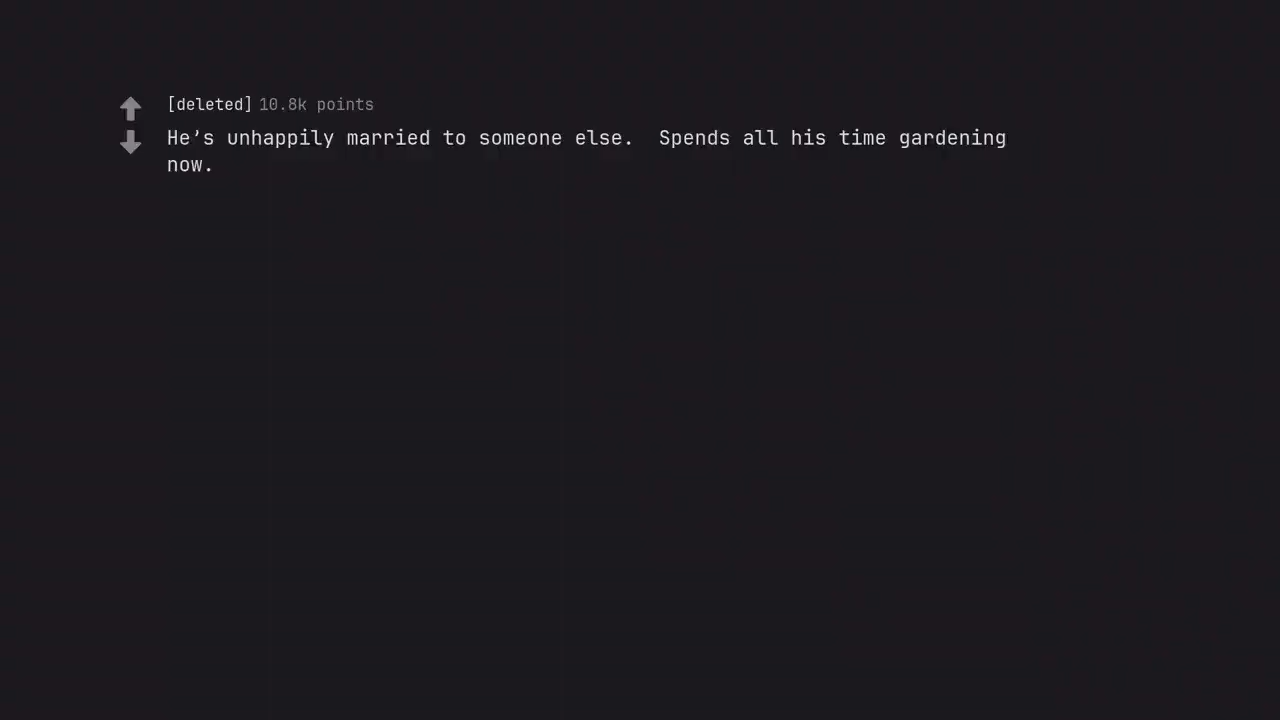 [deleted] 10.8k points
He’s unhappily married to someone else.  Spends all his time gardening
now.